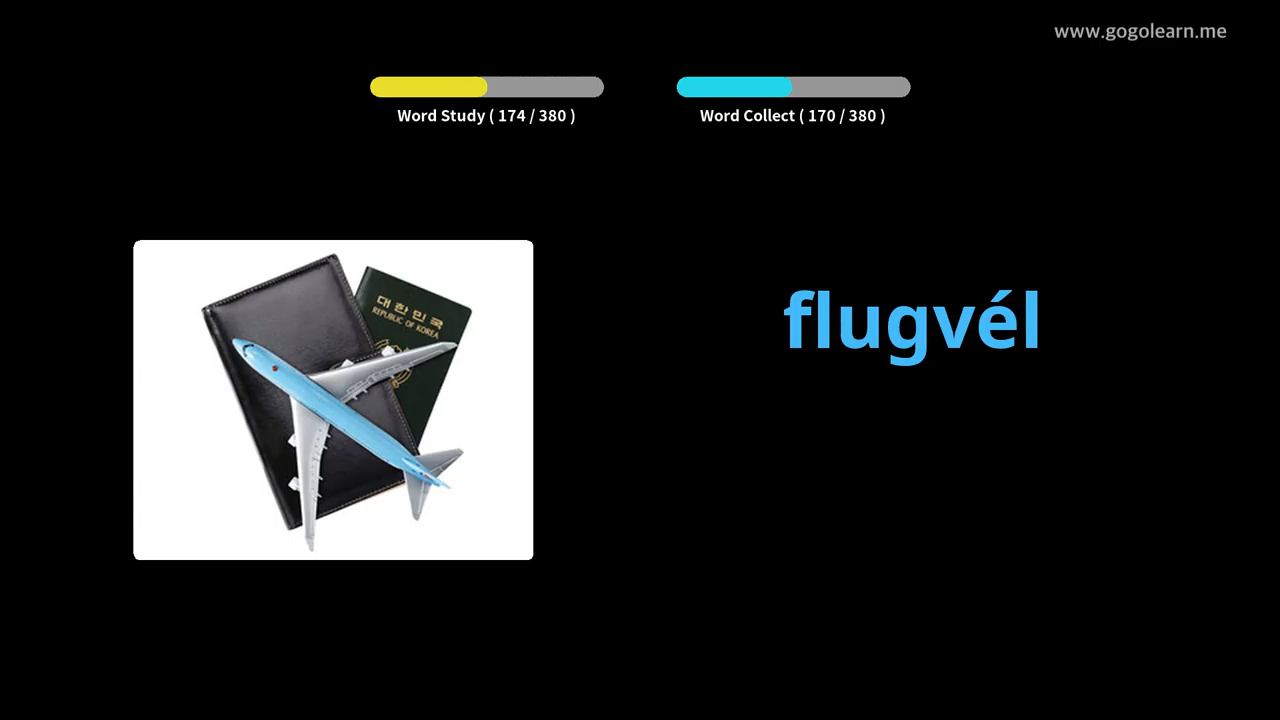 www.gogolearn.me
Word Study ( 174 / 380 )
Word Collect ( 170 / 380 )
대한민국
REPUBLIC OF KOREA
flugvél